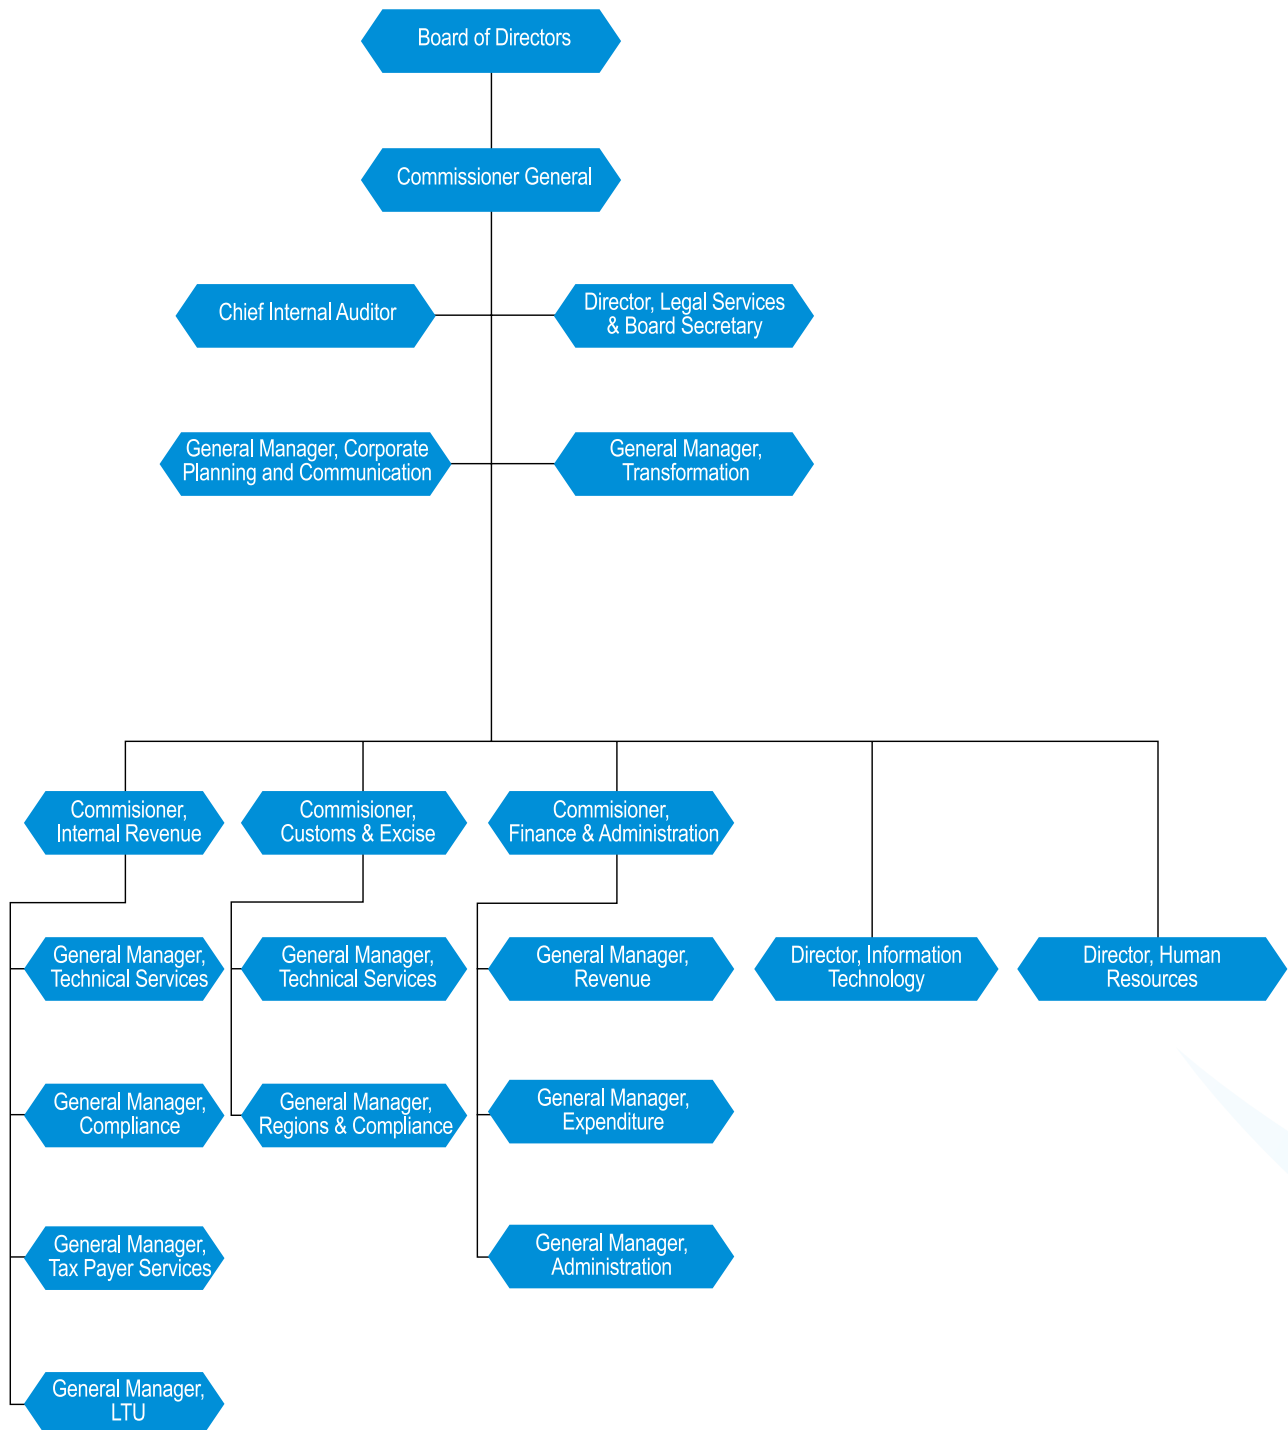 Board of Directors
Commissioner General
Chief Internal Auditor
Director, Legal Services
& Board Secretary
General Manager, Corporate
Planning and Communication
General Manager,
Transformation
Commisioner,
Internal Revenue
Commisioner,
Customs & Excise
Commisioner,
Finance & Administration
General Manager,
Technical Services
General Manager,
Technical Services
General Manager,
Revenue
Director, Information
Technology
Director, Human
Resources
General Manager,
Compliance
General Manager,
Regions & Compliance
General Manager,
Expenditure
General Manager,
Tax Payer Services
General Manager,
Administration
General Manager,
LTU